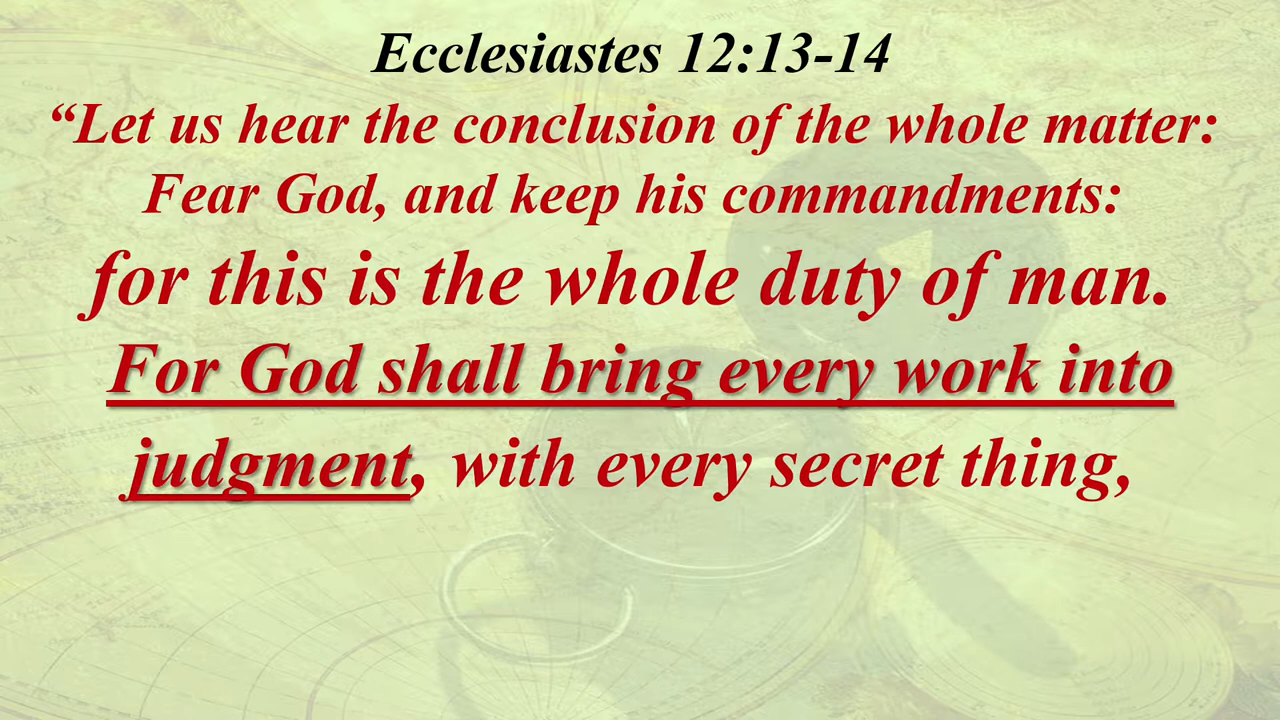 Ecclesiastes 12:13-14
“Let us hear the conclusion of the whole matter:
Fear God, and keep his commandments:
for this is the whole duty of man.
For God shall bring every work into
judgment, with every secret thing,